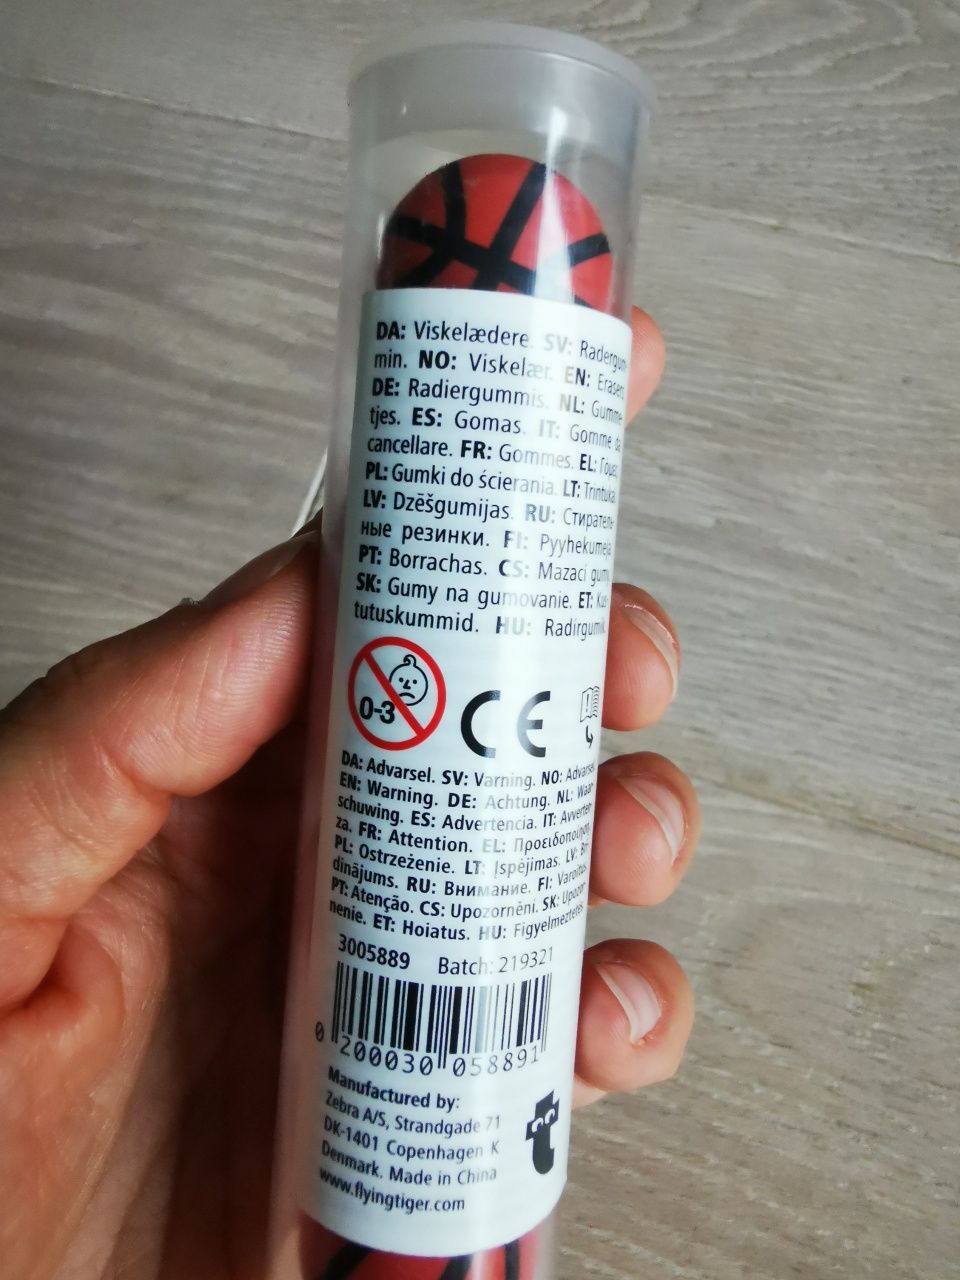 DA: Viskelædere. SV: Radergum-
min. NO: Viskelær. EN: Erasers.
DE: Radiergummis. NL: Gumme-
tjes. ES: Gomas. IT: Gomme da
cancellare. FR: Gommes. EL: Γόμες.
PL: Gumki do ścierania. LT: Trintukai.
LV: Dzēšgumijas. RU: Стиратель-
ные резинки. FI: Pyyhekumeja.
PT: Borrachas. CS: Mazací gumy.
SK: Gumy na gumovanie. ET: Kus-
tutuskummid. HU: Radírgumik.
0-3 CE
DA: Advarsel. SV: Varning. NO: Advarsel.
EN: Warning. DE: Achtung. NL: Waar-
schuwing. ES: Advertencia. IT: Avverten-
za. FR: Attention. EL: Προειδοποίηση.
PL: Ostrzeżenie. LT: Įspėjimas. LV: Brī-
dinājums. RU: Внимание. FI: Varoitus.
PT: Atenção. CS: Upozornění. SK: Upozor-
nenie. ET: Hoiatus. HU: Figyelmeztetés.
3005889 Batch: 219321
0 200030 058891
Manufactured by:
Zebra A/S, Strandgade 71
DK-1401 Copenhagen K
Denmark. Made in China
www.flyingtiger.com